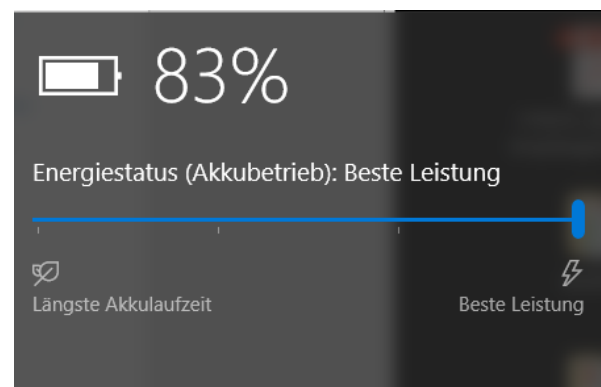 83%
Energiestatus (Akkubetrieb): Beste Leistung
Längste Akkulaufzeit
Beste Leistung